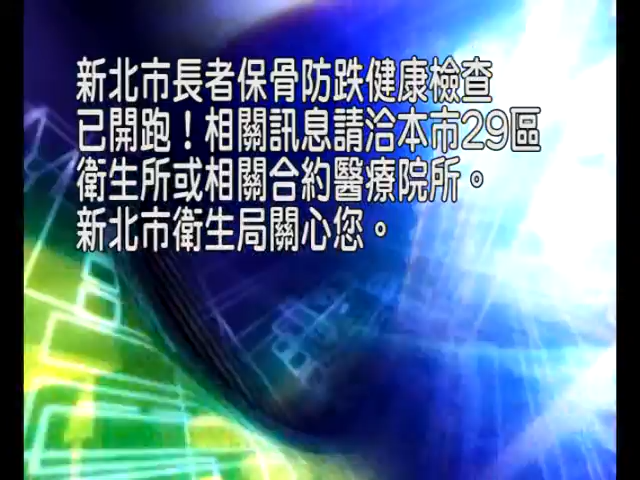 新北市長者保骨防跌健康檢查
已開跑！相關訊息請洽本市29區
衛生所或相關合約醫療院所。
新北市衛生局關心您。